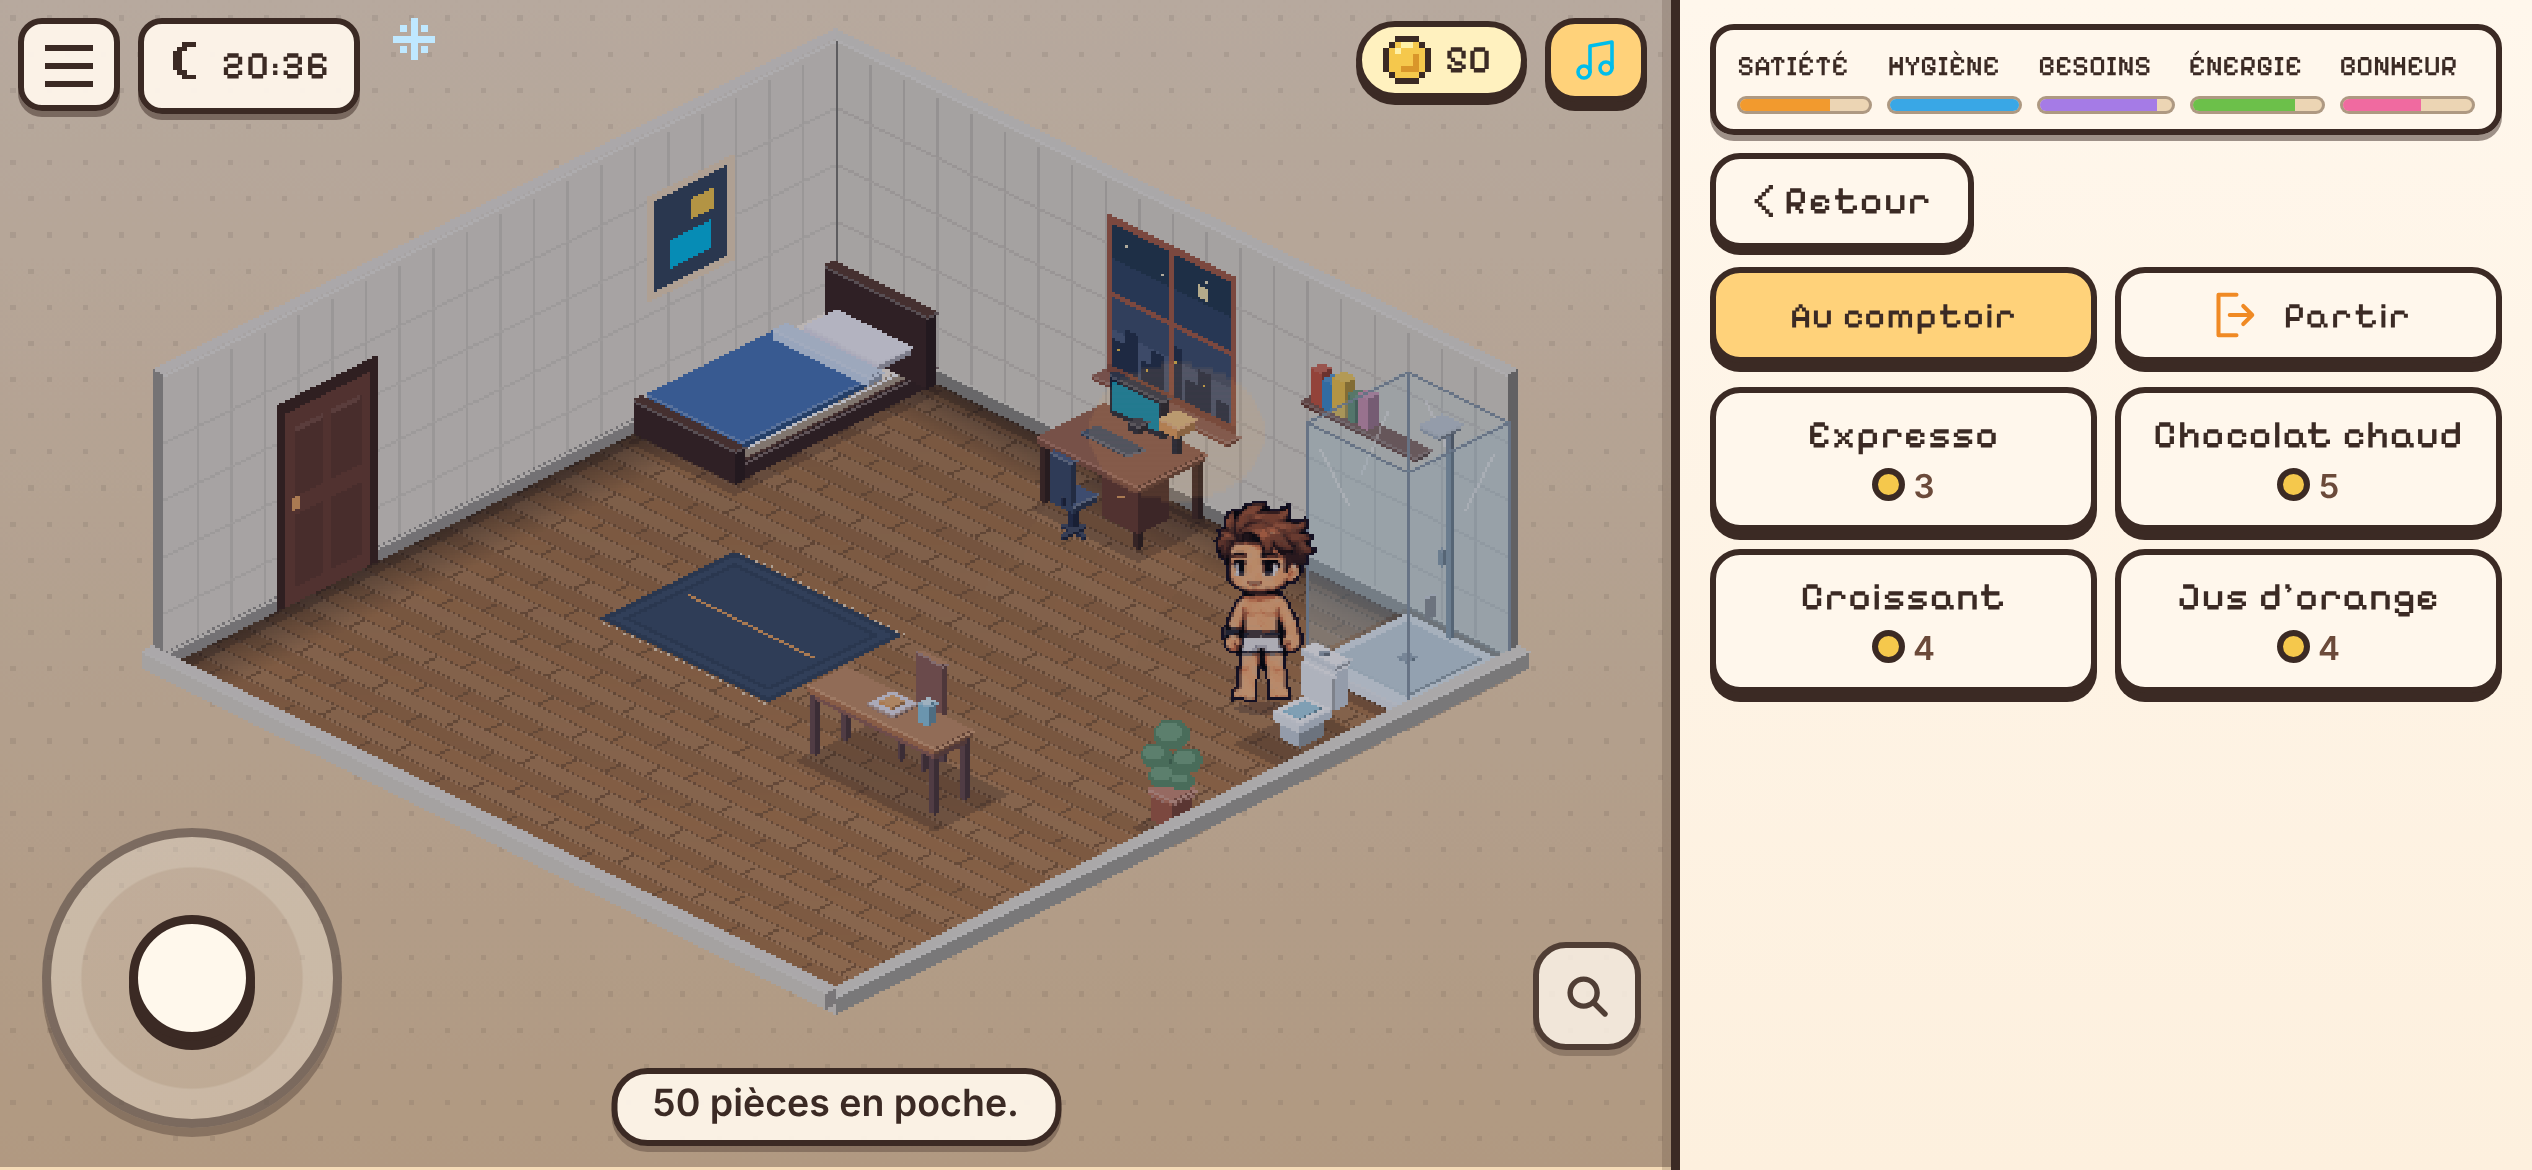 20:36
50
SATIÉTÉ
HYGIÈNE
BESOINS
ÉNERGIE
BONHEUR
Retour
Au comptoir
Partir
Expresso
3
Chocolat chaud
5
Croissant
4
Jus d'orange
4
50 pièces en poche.